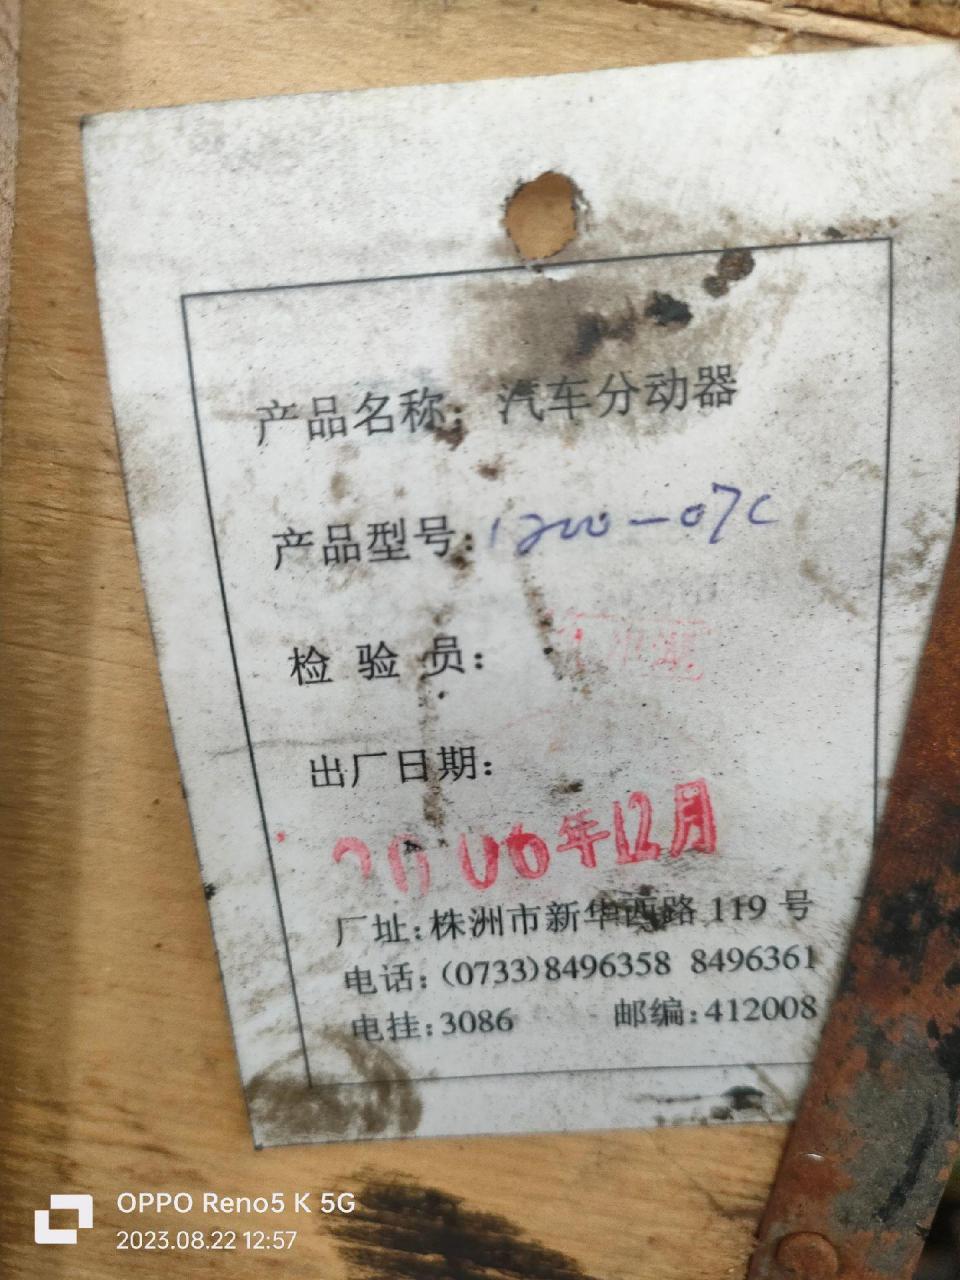 产品名称：汽车分动器
产品型号：1200-07C
检验员：
出厂日期：
2006年12月
厂址：株洲市新华西路 119 号
电话：(0733)8496358 8496361
电挂：3086 邮编：412008
OPPO Reno5 K 5G
2023.08.22 12:57